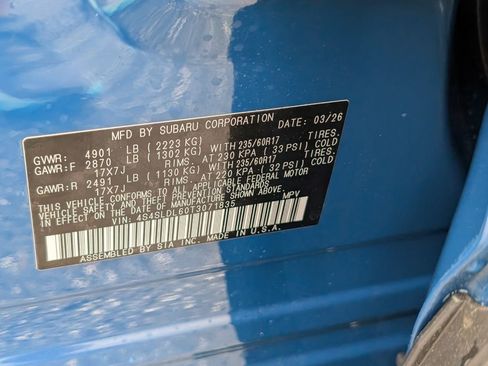 MFD BY SUBARU CORPORATION 03/26
GVWR: 4901 LB ( 2223 KG)
GAWR:F 2870 LB ( 1302 KG) WITH 235/60R17 TIRES.
17X7J RIMS. AT 230 KPA ( 33 PSI) COLD.
GAWR:R 2491 LB ( 1130 KG) WITH 235/60R17 TIRES.
17X7J RIMS. AT 220 KPA ( 32 PSI) COLD.
THIS VEHICLE CONFORMS TO ALL APPLICABLE FEDERAL MOTOR
VEHICLE SAFETY AND THEFT PREVENTION STANDARDS IN
EFFECT ON THE DATE OF MANUFACTURE SHOWN ABOVE.
VIN: 4S4SLDL60T3071835 MPV
ASSEMBLED BY SIA INC. MADE IN U.S.A.